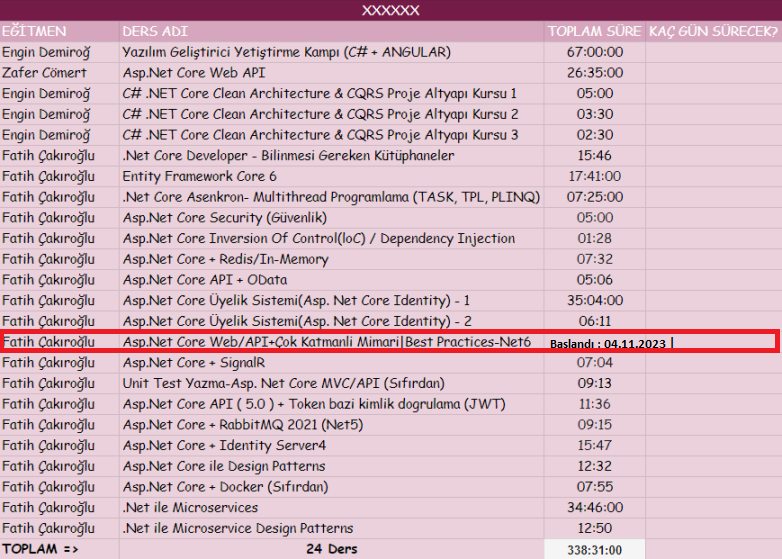 XXXXXX
EĞİTMEN DERS ADI TOPLAM SÜRE KAÇ GÜN SÜRECEK?
Engin Demiroğ Yazılım Geliştirici Yetiştirme Kampı (C# + ANGULAR) 67:00:00
Zafer Cömert Asp.Net Core Web API 26:35:00
Engin Demiroğ C# .NET Core Clean Architecture & CQRS Proje Altyapı Kursu 1 05:00
Engin Demiroğ C# .NET Core Clean Architecture & CQRS Proje Altyapı Kursu 2 03:30
Engin Demiroğ C# .NET Core Clean Architecture & CQRS Proje Altyapı Kursu 3 02:30
Fatih Çakıroğlu .Net Core Developer - Bilinmesi Gereken Kütüphaneler 15:46
Fatih Çakıroğlu Entity Framework Core 6 17:41:00
Fatih Çakıroğlu .Net Core Asenkron- Multithread Programlama (TASK, TPL, PLINQ) 07:25:00
Fatih Çakıroğlu Asp.Net Core Security (Güvenlik) 05:00
Fatih Çakıroğlu Asp.Net Core Inversion Of Control(loC) / Dependency Injection 01:28
Fatih Çakıroğlu Asp.Net Core + Redis/In-Memory 07:32
Fatih Çakıroğlu Asp.Net Core API + OData 05:06
Fatih Çakıroğlu Asp.Net Core Üyelik Sistemi(Asp. Net Core Identity) - 1 35:04:00
Fatih Çakıroğlu Asp.Net Core Üyelik Sistemi(Asp. Net Core Identity) - 2 06:11
Fatih Çakıroğlu Asp.Net Core Web/API+Çok Katmanli Mimari|Best Practices-Net6 Başlandı : 04.11.2023 |
Fatih Çakıroğlu Asp.Net Core + SignalR 07:04
Fatih Çakıroğlu Unit Test Yazma-Asp. Net Core MVC/API (Sıfırdan) 09:13
Fatih Çakıroğlu Asp.Net Core API ( 5.0 ) + Token bazi kimlik dogrulama (JWT) 11:36
Fatih Çakıroğlu Asp.Net Core + RabbitMQ 2021 (Net5) 09:15
Fatih Çakıroğlu Asp.Net Core + Identity Server4 15:47
Fatih Çakıroğlu Asp.Net Core ile Design Patterns 12:32
Fatih Çakıroğlu Asp.Net Core + Docker (Sıfırdan) 07:55
Fatih Çakıroğlu .Net ile Microservices 34:46:00
Fatih Çakıroğlu .Net ile Microservice Design Patterns 12:50
TOPLAM => 24 Ders 338:31:00